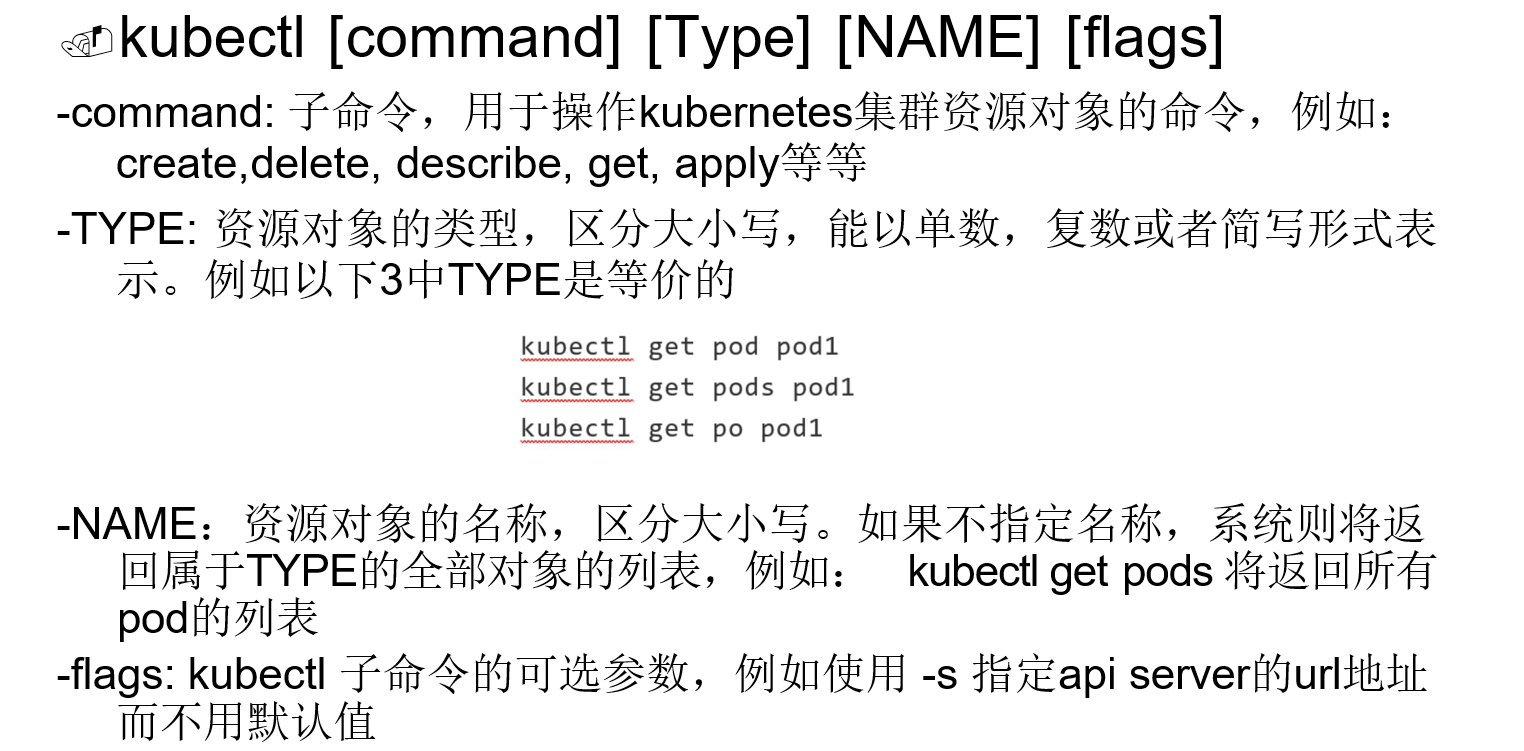 kubectl [command] [Type] [NAME] [flags]
-command: 子命令，用于操作kubernetes集群资源对象的命令，例如：
create,delete, describe, get, apply等等
-TYPE: 资源对象的类型，区分大小写，能以单数，复数或者简写形式表
示。例如以下3中TYPE是等价的
kubectl get pod pod1
kubectl get pods pod1
kubectl get po pod1
-NAME：资源对象的名称，区分大小写。如果不指定名称，系统则将返
回属于TYPE的全部对象的列表，例如： kubectl get pods 将返回所有
pod的列表
-flags: kubectl 子命令的可选参数，例如使用 -s 指定api server的url地址
而不用默认值